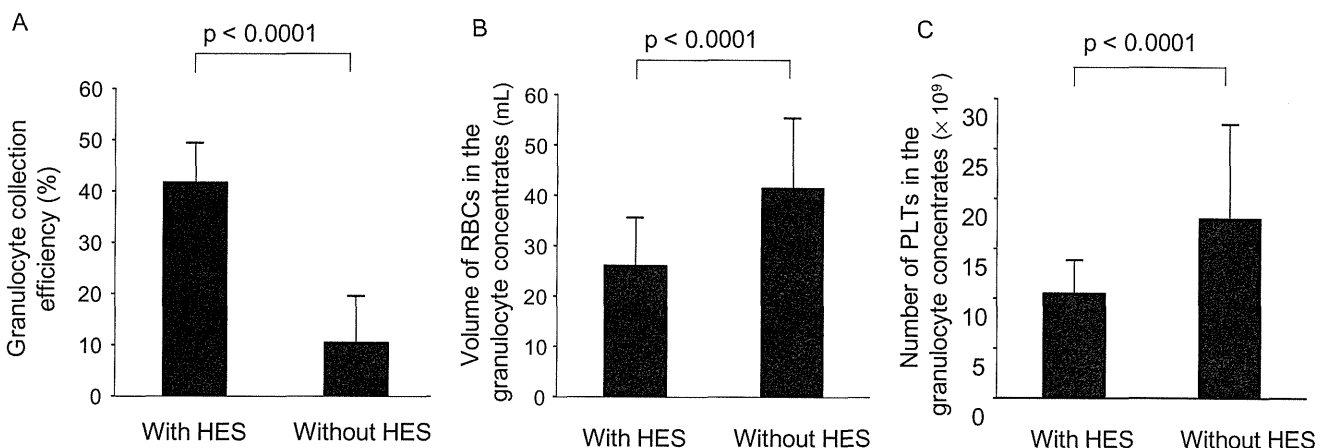 A
p < 0.0001
Granulocyte collection
efficiency (%)
60
50
40
30
20
10
0
With HES
Without HES
B
p < 0.0001
Volume of RBCs in the
granulocyte concentrates (mL)
60
50
40
30
20
10
0
With HES
Without HES
C
p < 0.0001
Number of PLTs in the
granulocyte concentrates (× 10⁹)
30
20
15
10
5
0
With HES
Without HES